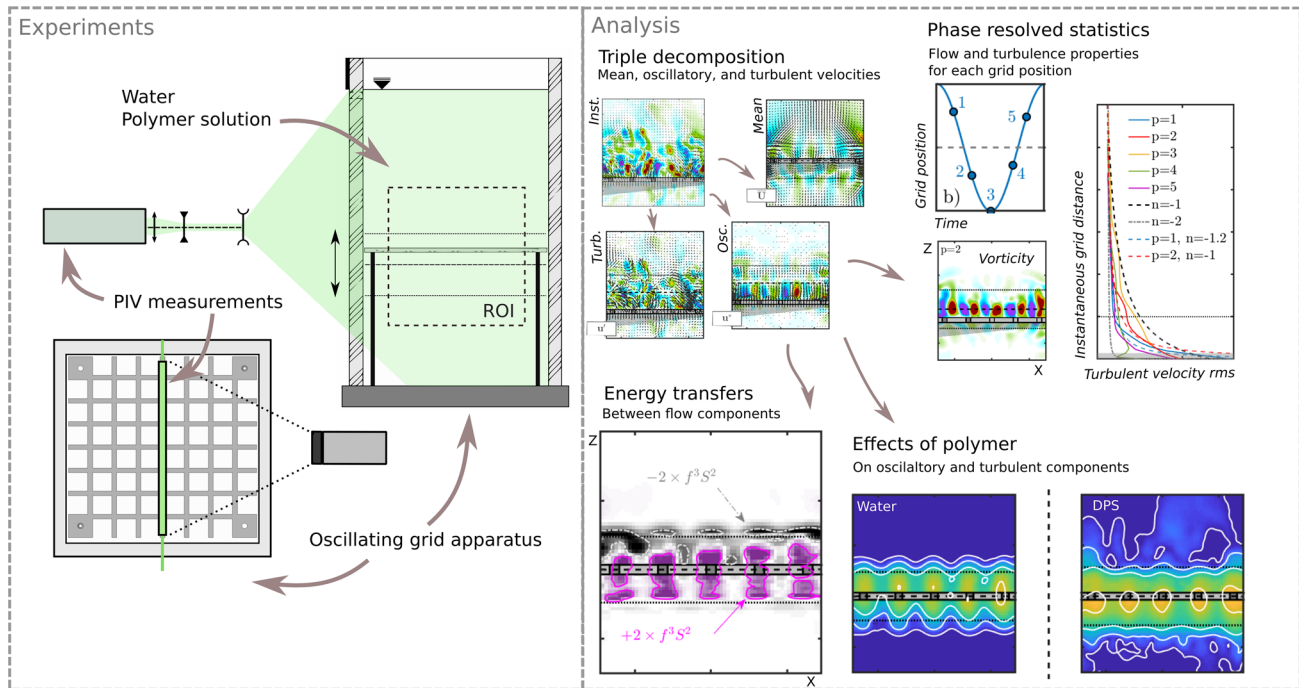 Experiments
Water
Polymer solution
PIV measurements
ROI
Oscillating grid apparatus
Analysis
Triple decomposition
Mean, oscillatory, and turbulent velocities
Inst.
Mean
U
Turb.
u'
Osc.
u~
Phase resolved statistics
Flow and turbulence properties
for each grid position
Grid position
1
2
3
4
5
b)
Time
Z
p=2
Vorticity
X
Instantaneous grid distance
p=1
p=2
p=3
p=4
p=5
n=-1
n=-2
p=1, n=-1.2
p=2, n=-1
Turbulent velocity rms
Energy transfers
Between flow components
Z
−2 × f³S²
+2 × f³S²
X
Effects of polymer
On oscilaltory and turbulent components
Water
DPS